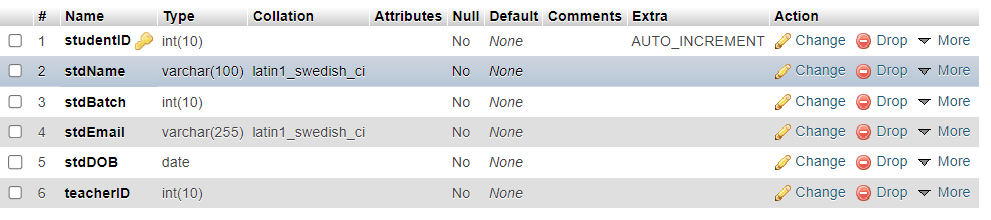 # Name Type Collation Attributes Null Default Comments Extra Action
1 studentID int(10) No None AUTO_INCREMENT Change Drop More
2 stdName varchar(100) latin1_swedish_ci No None Change Drop More
3 stdBatch int(10) No None Change Drop More
4 stdEmail varchar(255) latin1_swedish_ci No None Change Drop More
5 stdDOB date No None Change Drop More
6 teacherID int(10) No None Change Drop More